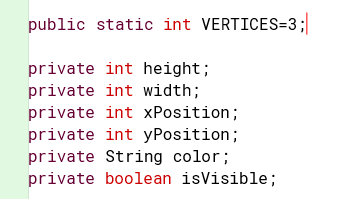 public static int VERTICES=3;
private int height;
private int width;
private int xPosition;
private int yPosition;
private String color;
private boolean isVisible;